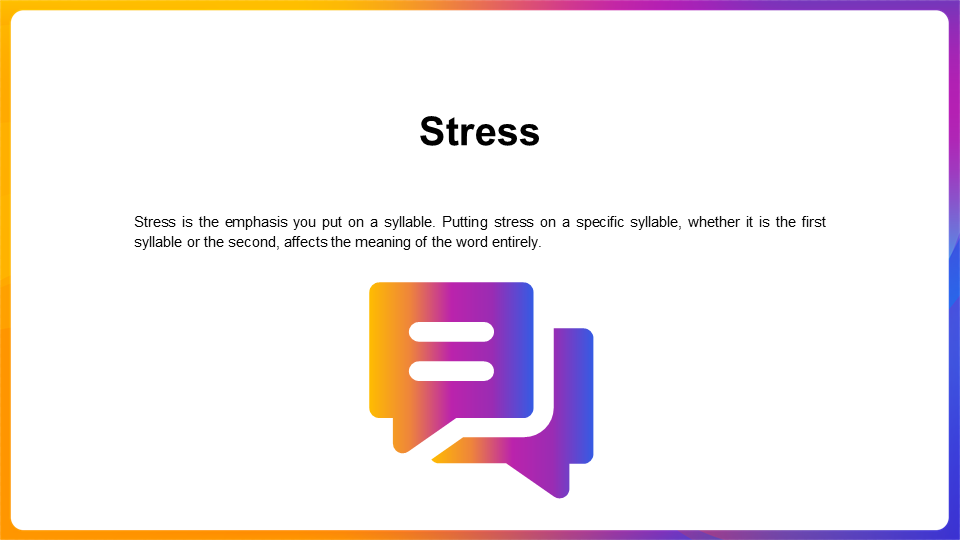 Stress
Stress is the emphasis you put on a syllable. Putting stress on a specific syllable, whether it is the first
syllable or the second, affects the meaning of the word entirely.